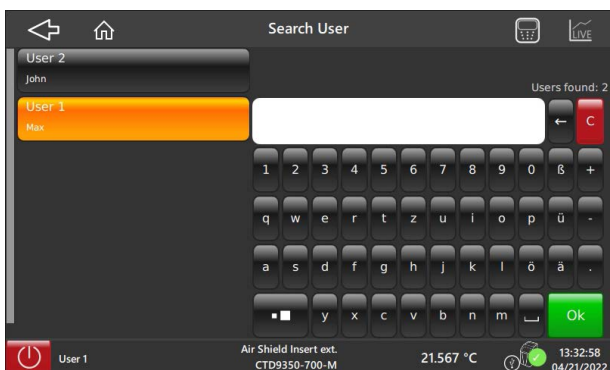 Search User
LIVE
User 2
John
Users found: 2
User 1
Max
← C
1 2 3 4 5 6 7 8 9 0 ß +
q w e r t z u i o p ü -
a s d f g h j k l ö ä .
y x c v b n m Ok
User 1
Air Shield Insert ext.
CTD9350-700-M
21.567 °C
13:32:58
04/21/2022